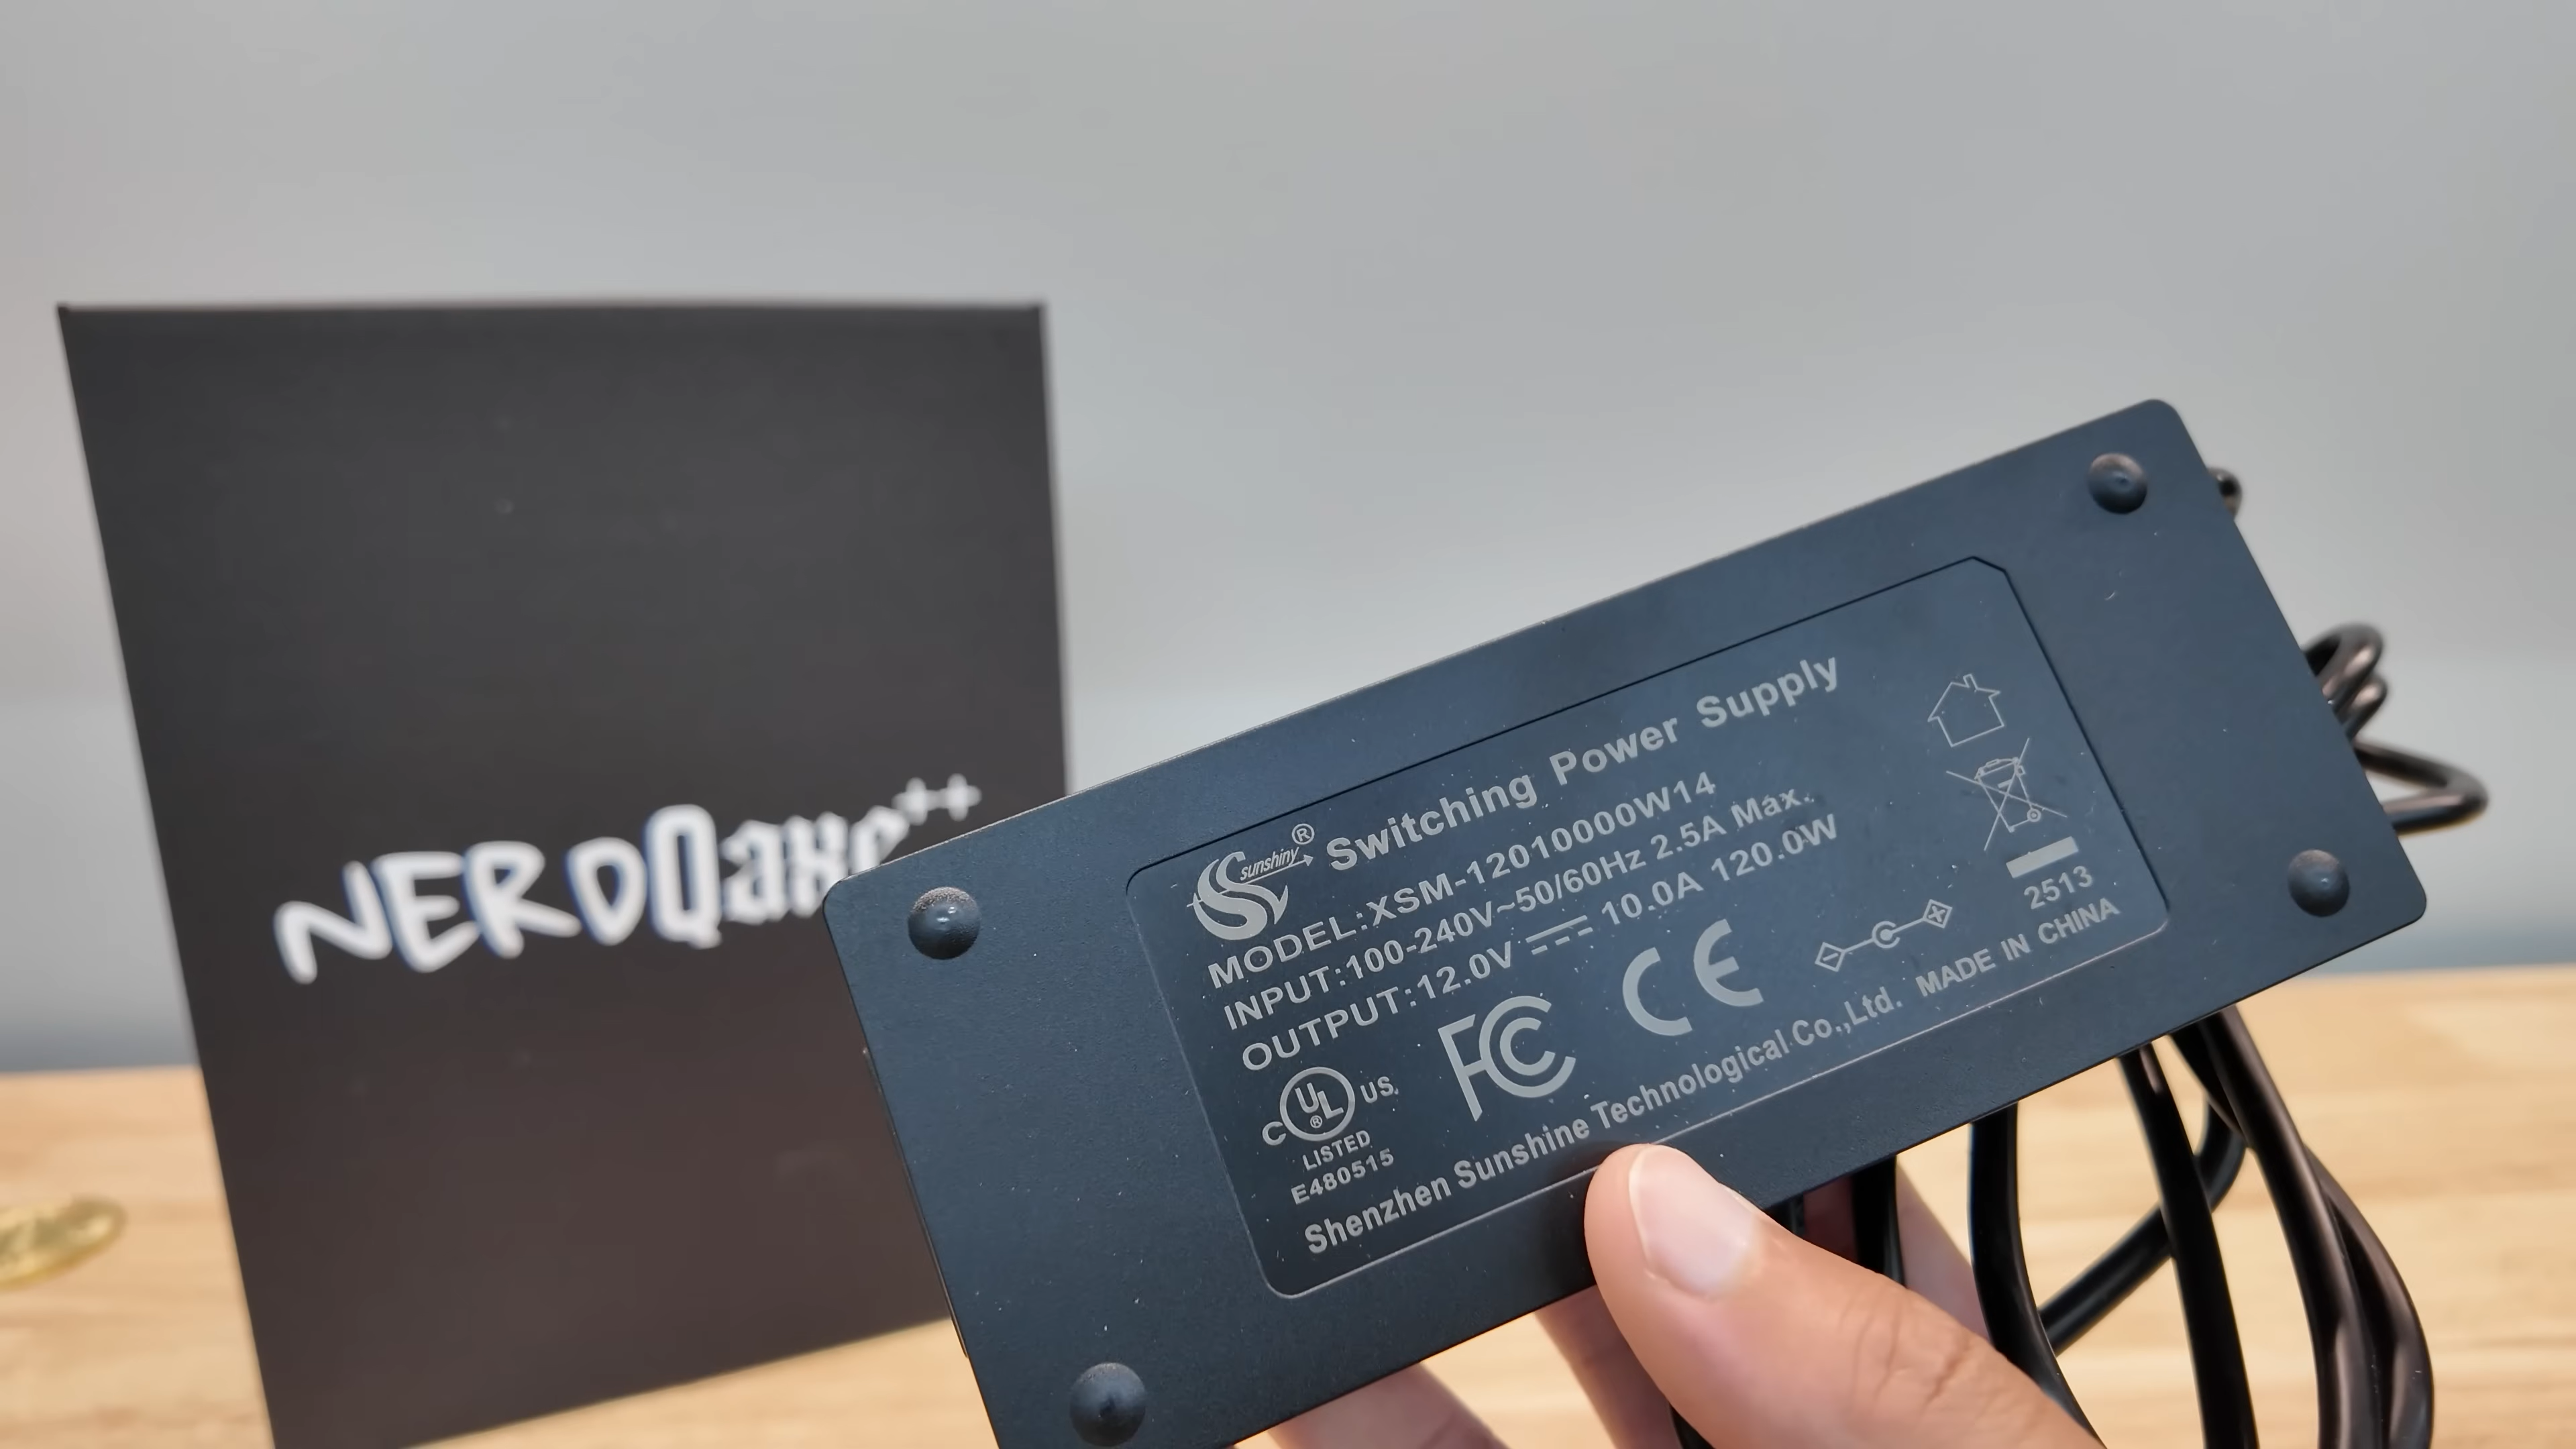 NERDQaxe++
sunshiny® Switching Power Supply
MODEL:XSM-12010000W14
INPUT:100-240V~50/60Hz 2.5A Max.
OUTPUT:12.0V 10.0A 120.0W
C UL® US
LISTED
E480515
FC CE
2513
Shenzhen Sunshine Technological Co.,Ltd. MADE IN CHINA